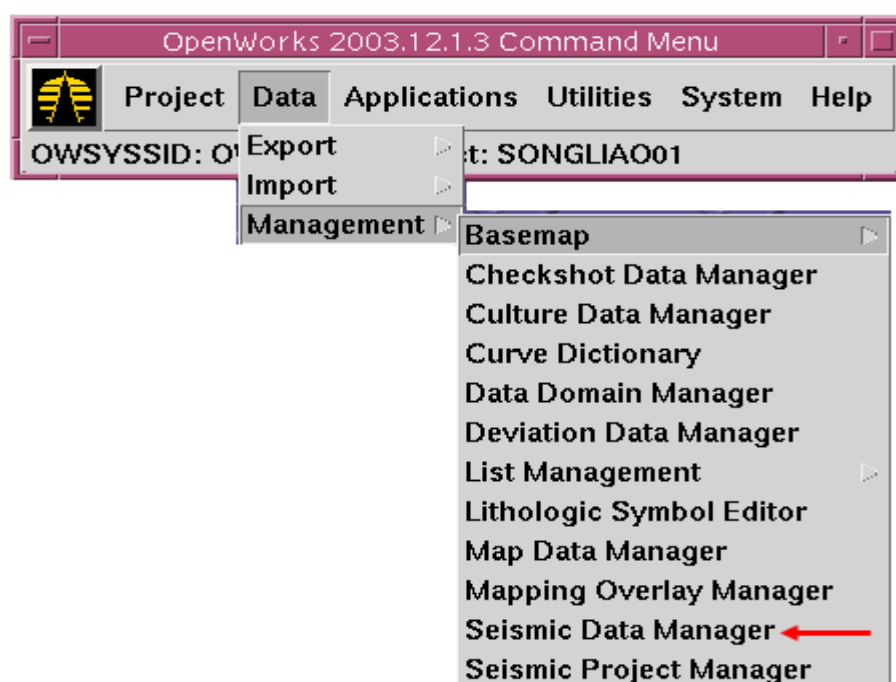 OpenWorks 2003.12.1.3 Command Menu
Project Data Applications Utilities System Help
OWSYSSID: SONGLIAO01
Export
Import
Management
Basemap
Checkshot Data Manager
Culture Data Manager
Curve Dictionary
Data Domain Manager
Deviation Data Manager
List Management
Lithologic Symbol Editor
Map Data Manager
Mapping Overlay Manager
Seismic Data Manager
Seismic Project Manager